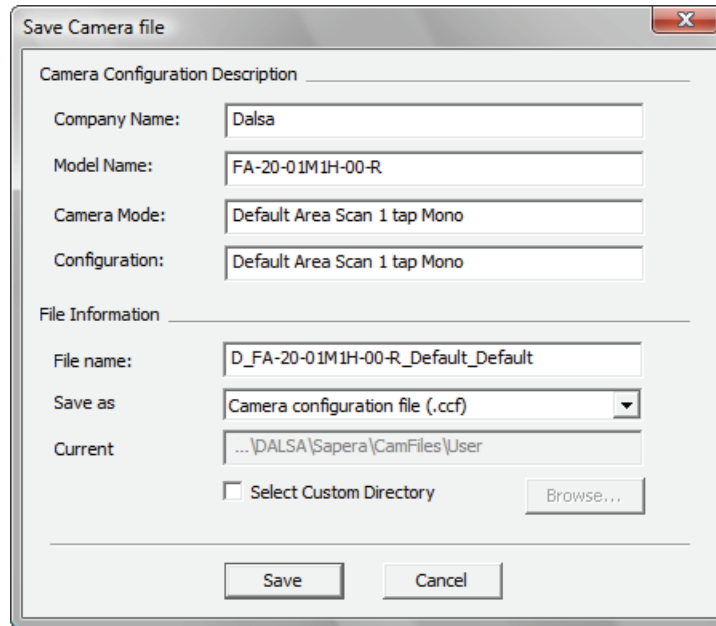 Save Camera file
Camera Configuration Description
Company Name: Dalsa
Model Name: FA-20-01M1H-00-R
Camera Mode: Default Area Scan 1 tap Mono
Configuration: Default Area Scan 1 tap Mono
File Information
File name: D_FA-20-01M1H-00-R_Default_Default
Save as Camera configuration file (.ccf)
Current ...\DALSA\Sapera\CamFiles\User
Select Custom Directory Browse...
Save Cancel